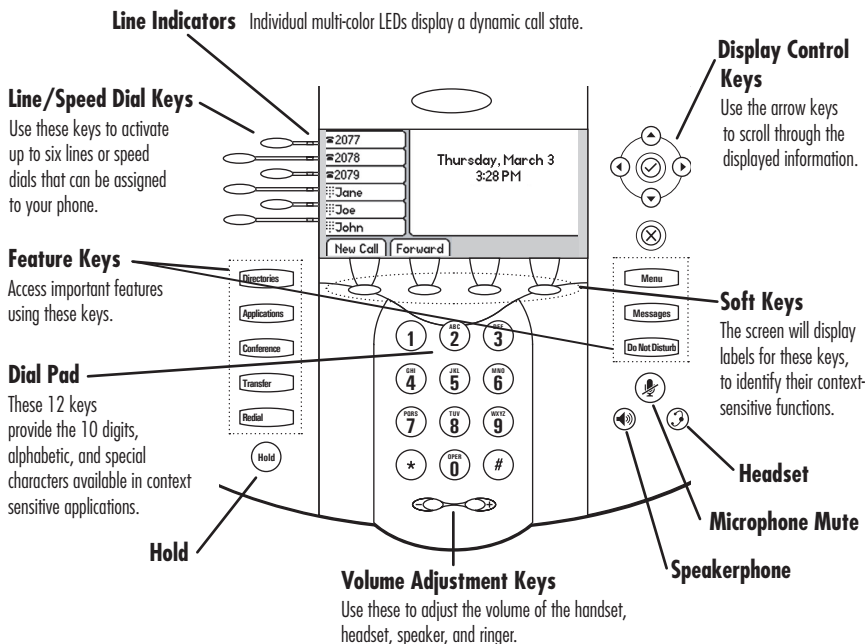 Line Indicators Individual multi-color LEDs display a dynamic call state.
Line/Speed Dial Keys
Use these keys to activate
up to six lines or speed
dials that can be assigned
to your phone.
Feature Keys
Access important features
using these keys.
Dial Pad
These 12 keys
provide the 10 digits,
alphabetic, and special
characters available in context
sensitive applications.
Hold
Directories
Applications
Conference
Transfer
Redial
Hold
2077
2078
2079
Jane
Joe
John
Thursday, March 3
3:28 PM
New Call Forward
1 ABC 2 DEF 3
GHI 4 JKL 5 MNO 6
PQRS 7 TUV 8 WXYZ 9
* OPER 0 #
- +
Volume Adjustment Keys
Use these to adjust the volume of the handset,
headset, speaker, and ringer.
Display Control
Keys
Use the arrow keys
to scroll through the
displayed information.
Menu
Messages
Do Not Disturb
Soft Keys
The screen will display
labels for these keys,
to identify their context-
sensitive functions.
Headset
Microphone Mute
Speakerphone